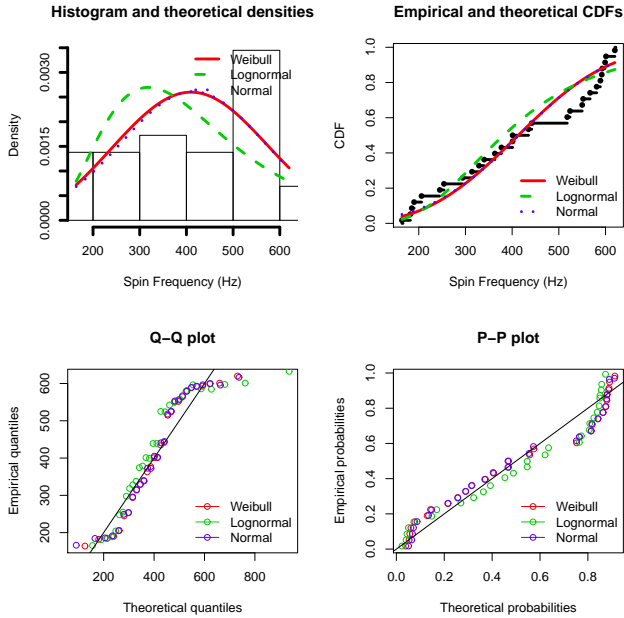 Histogram and theoretical densities
Density
0.0000
0.0015
0.0030
Weibull
Lognormal
Normal
200 300 400 500 600
Spin Frequency (Hz)
Empirical and theoretical CDFs
CDF
0.0 0.2 0.4 0.6 0.8 1.0
Weibull
Lognormal
Normal
200 300 400 500 600
Spin Frequency (Hz)
Q−Q plot
Empirical quantiles
200 300 400 500 600
Weibull
Lognormal
Normal
200 400 600 800
Theoretical quantiles
P−P plot
Empirical probabilities
0.0 0.2 0.4 0.6 0.8 1.0
Weibull
Lognormal
Normal
0.0 0.2 0.4 0.6 0.8
Theoretical probabilities